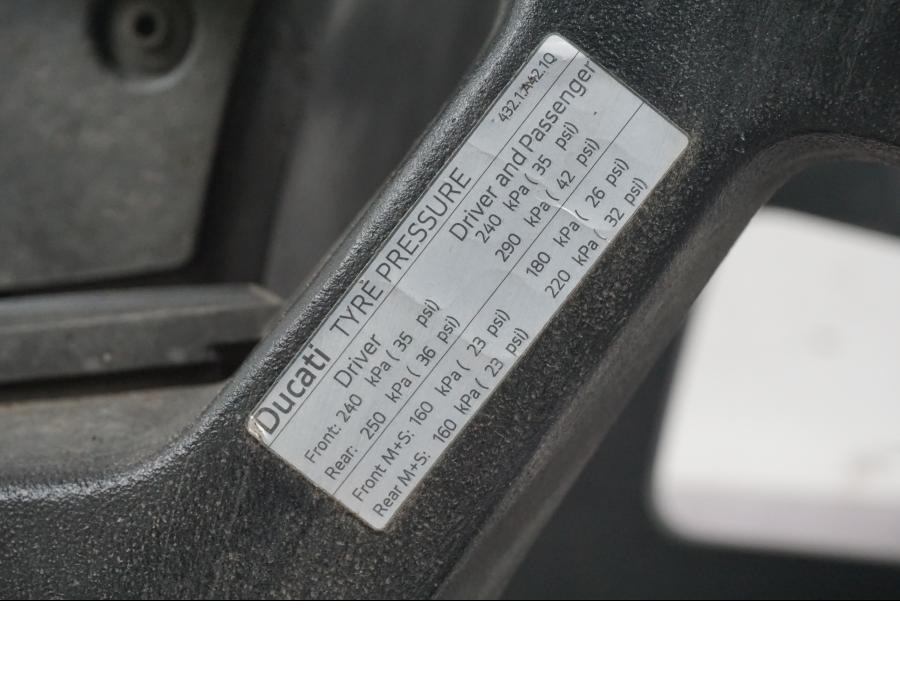 432.1.A42.1Q
Ducati TYRÈ PRESSURE
Driver Driver and Passenger
Front: 240 kPa ( 35 psi) 240 kPa ( 35 psi)
Rear: 250 kPa ( 36 psi) 290 kPa ( 42 psi)
Front M+S: 160 kPa ( 23 psi) 180 kPa ( 26 psi)
Rear M+S: 160 kPa ( 23 psi) 220 kPa ( 32 psi)